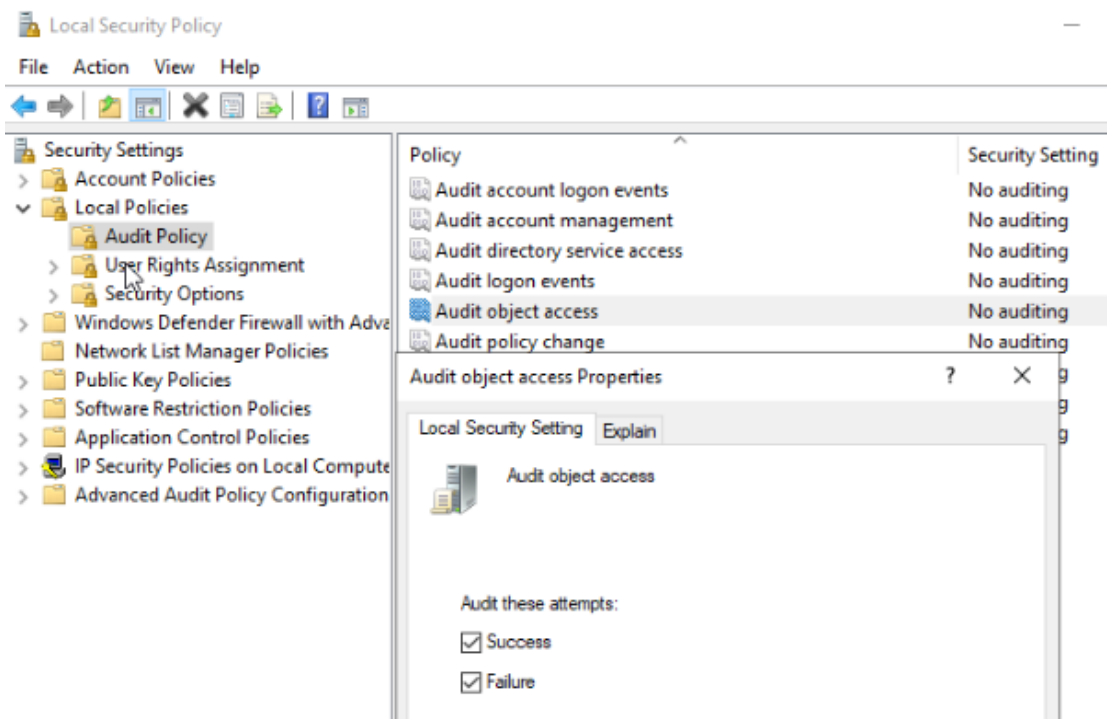 Local Security Policy
File Action View Help
Security Settings
Account Policies
Local Policies
Audit Policy
User Rights Assignment
Security Options
Windows Defender Firewall with Adva
Network List Manager Policies
Public Key Policies
Software Restriction Policies
Application Control Policies
IP Security Policies on Local Compute
Advanced Audit Policy Configuration
Policy Security Setting
Audit account logon events No auditing
Audit account management No auditing
Audit directory service access No auditing
Audit logon events No auditing
Audit object access No auditing
Audit policy change No auditing
g
g
g
Audit object access Properties ?
Local Security Setting Explain
Audit object access
Audit these attempts:
Success
Failure